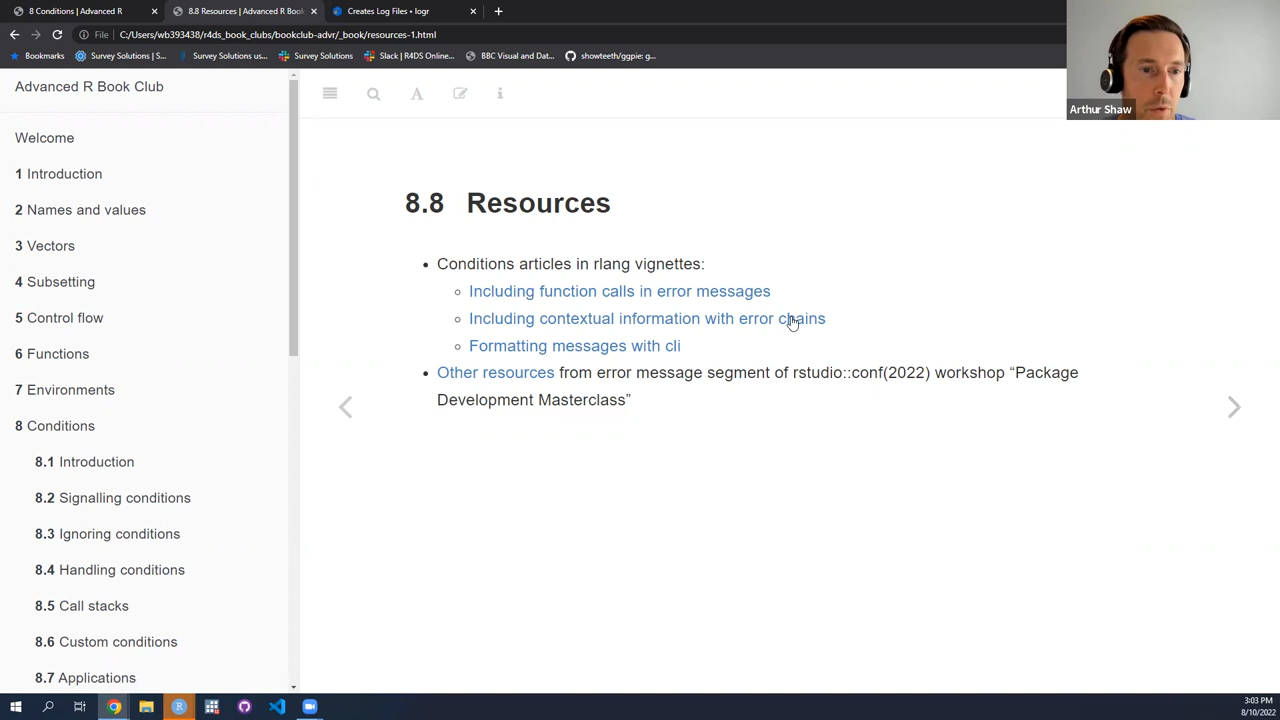 8 Conditions | Advanced R
8.8 Resources | Advanced R Boo
Creates Log Files • logr
File
C:/Users/wb393438/r4ds_book_clubs/bookclub-advr/_book/resources-1.html
Bookmarks
Survey Solutions | S...
Survey Solutions us...
Survey Solutions
Slack | R4DS Online...
BBC Visual and Dat...
showteeth/ggpie: g...
Arthur Shaw
Advanced R Book Club
Welcome
1 Introduction
2 Names and values
3 Vectors
4 Subsetting
5 Control flow
6 Functions
7 Environments
8 Conditions
8.1 Introduction
8.2 Signalling conditions
8.3 Ignoring conditions
8.4 Handling conditions
8.5 Call stacks
8.6 Custom conditions
8.7 Applications
8.8 Resources
• Conditions articles in rlang vignettes:
Including function calls in error messages
Including contextual information with error chains
Formatting messages with cli
• Other resources from error message segment of rstudio::conf(2022) workshop “Package
Development Masterclass”
3:03 PM
8/10/2022